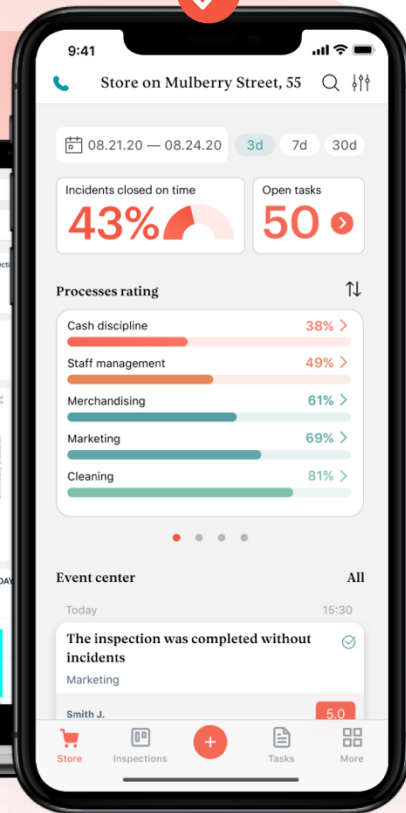 9:41
Store on Mulberry Street, 55
08.21.20 — 08.24.20 3d 7d 30d
Incidents closed on time
43%
Open tasks
50
Processes rating
Cash discipline 38%
Staff management 49%
Merchandising 61%
Marketing 69%
Cleaning 81%
Event center All
Today 15:30
The inspection was completed without
incidents
Marketing
Smith J. 5.0
Store Inspections + Tasks More